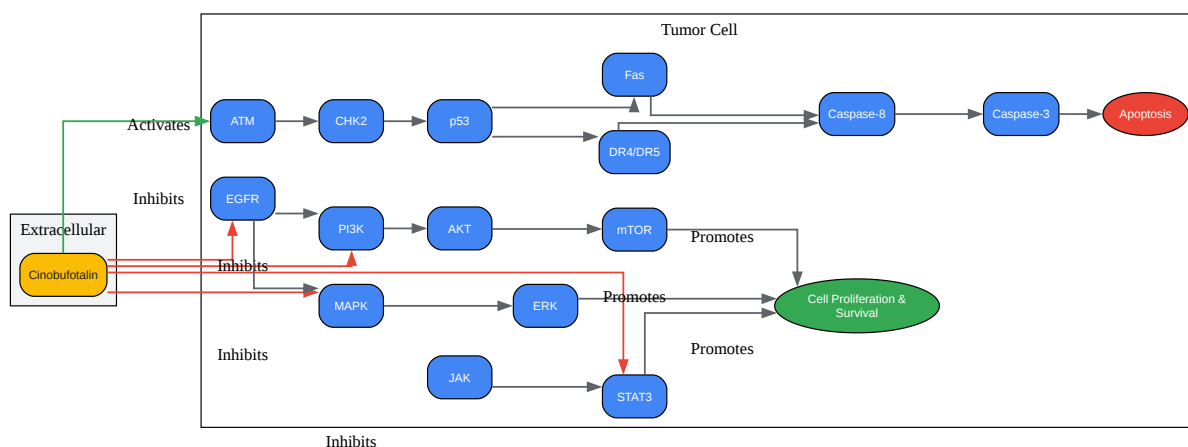 Tumor Cell
Fas
Activates
ATM
CHK2
p53
Caspase-8
Caspase-3
Apoptosis
DR4/DR5
Inhibits
EGFR
Extracellular
PI3K
AKT
mTOR
Promotes
Cinobufotalin
Inhibits
MAPK
ERK
Promotes
Cell Proliferation &
Survival
Inhibits
JAK
STAT3
Promotes
Inhibits